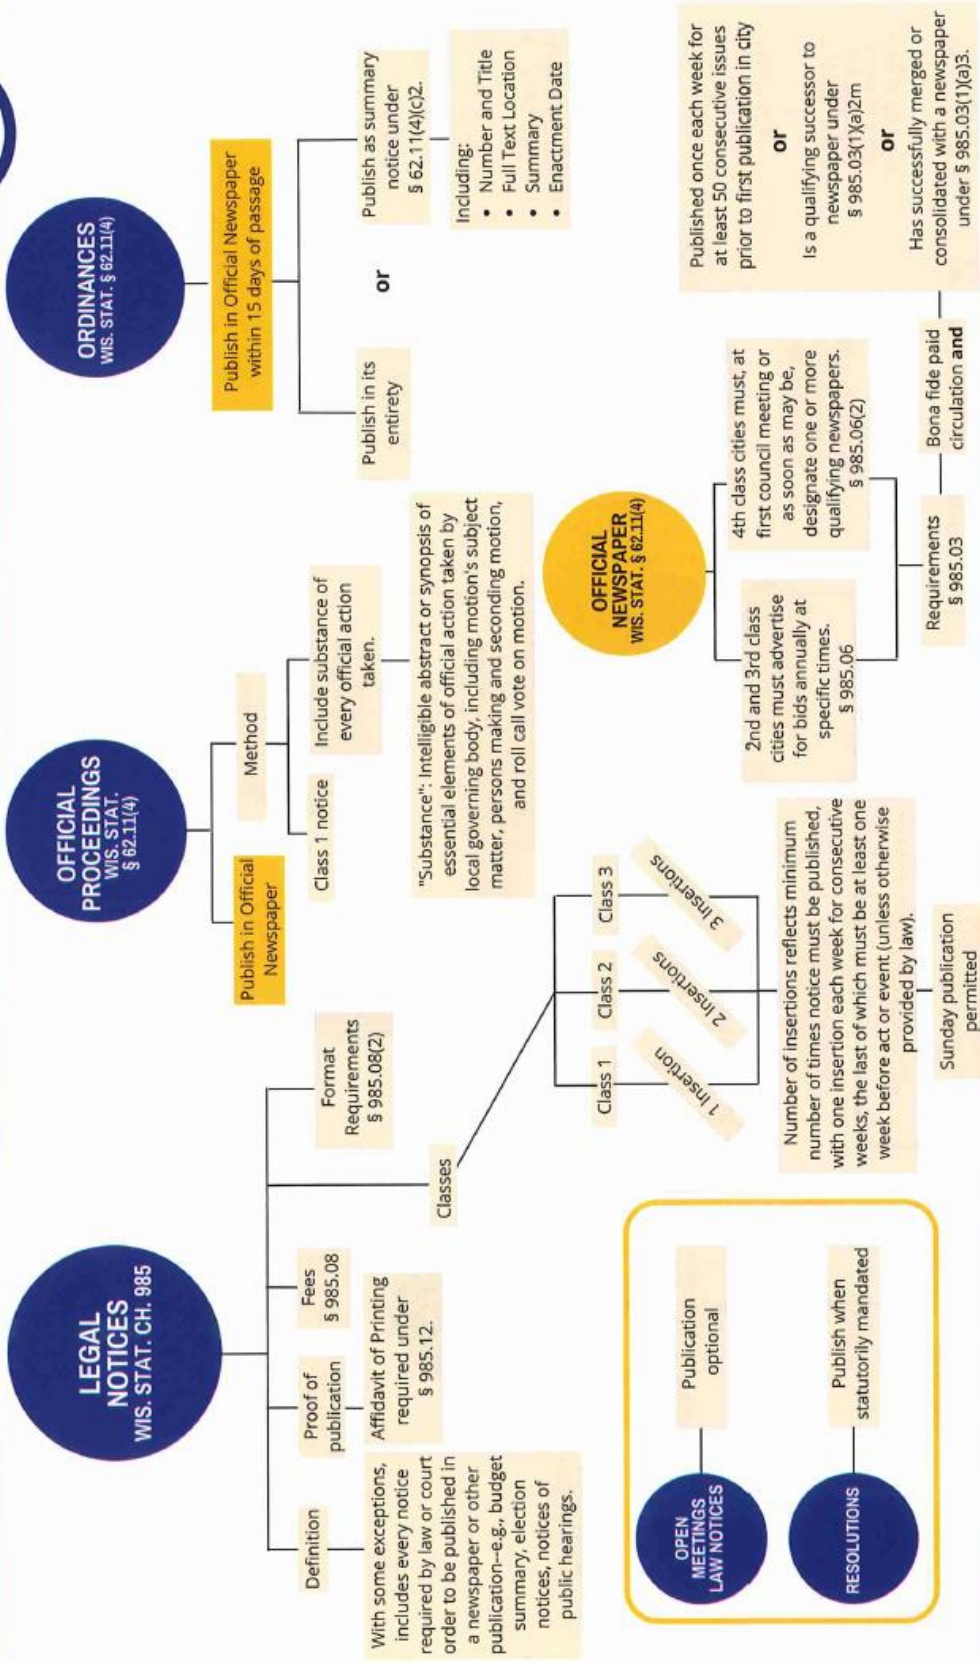 LEGAL
NOTICES
WIS. STAT. CH. 985
Definition
With some exceptions,
includes every notice
required by law or court
order to be published in
a newspaper or other
publication--e.g., budget
summary, election
notices, notices of
public hearings.
Proof of
publication
Affidavit of Printing
required under
§ 985.12.
Fees
§ 985.08
Format
Requirements
§ 985.08(2)
Classes
Class 1
Class 2
Class 3
1 Insertion
2 Insertions
3 Insertions
Number of insertions reflects minimum
number of times notice must be published,
with one insertion each week for consecutive
weeks, the last of which must be at least one
week before act or event (unless otherwise
provided by law).
Sunday publication
permitted
OPEN
MEETINGS
LAW NOTICES
Publication
optional
RESOLUTIONS
Publish when
statutorily mandated
OFFICIAL
PROCEEDINGS
WIS. STAT.
§ 62.11(4)
Publish in Official
Newspaper
Method
Class 1 notice
Include substance of
every official action
taken.
"Substance": Intelligible abstract or synopsis of
essential elements of official action taken by
local governing body, including motion's subject
matter, persons making and seconding motion,
and roll call vote on motion.
ORDINANCES
WIS. STAT. § 62.11(4)
Publish in Official Newspaper
within 15 days of passage
Publish in its
entirety
or
Publish as summary
notice under
§ 62.11(4)(c)2.
Including:
• Number and Title
• Full Text Location
• Summary
• Enactment Date
OFFICIAL
NEWSPAPER
WIS. STAT. § 62.11(4)
2nd and 3rd class
cities must advertise
for bids annually at
specific times.
§ 985.06
4th class cities must, at
first council meeting or
as soon as may be,
designate one or more
qualifying newspapers.
§ 985.06(2)
Requirements
§ 985.03
Bona fide paid
circulation and
Published once each week for
at least 50 consecutive issues
prior to first publication in city
or
Is a qualifying successor to
newspaper under
§ 985.03(1)(a)2m
or
Has successfully merged or
consolidated with a newspaper
under § 985.03(1)(a)3.